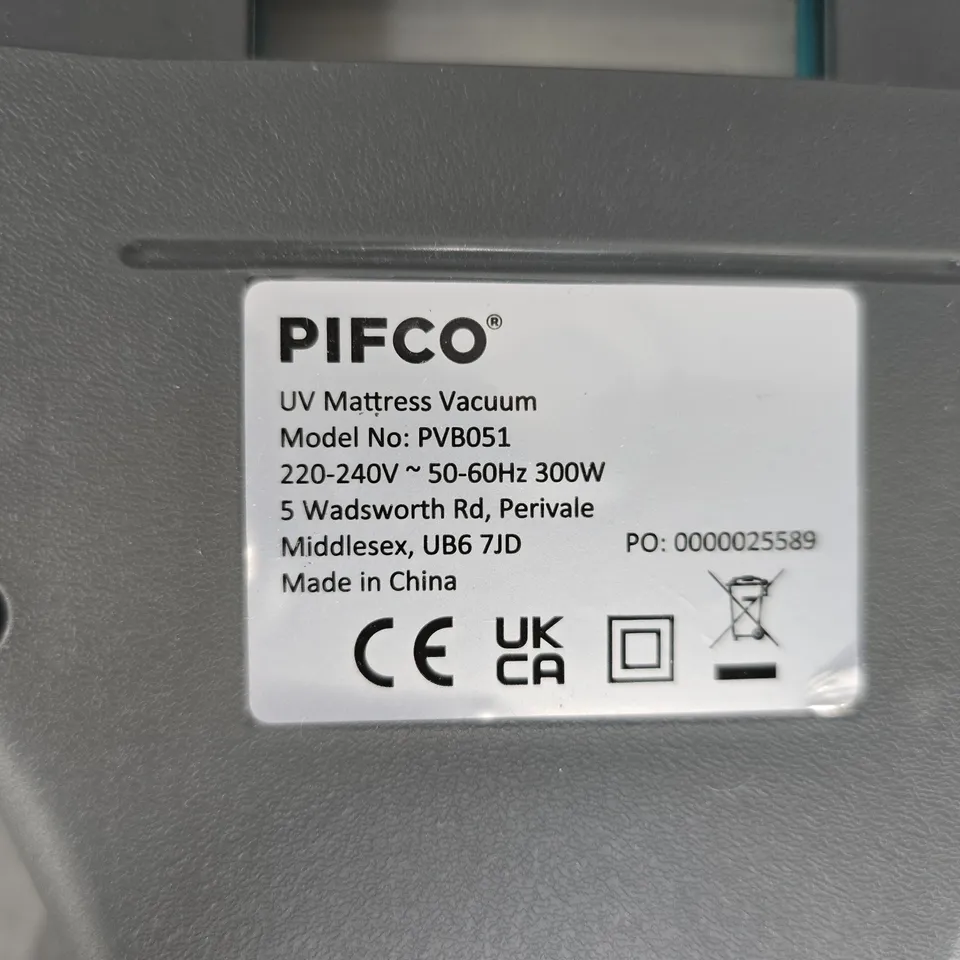 PIFCO®
UV Mattress Vacuum
Model No: PVB051
220-240V ~ 50-60Hz 300W
5 Wadsworth Rd, Perivale
Middlesex, UB6 7JD
PO: 0000025589
Made in China
CE
UK
CA